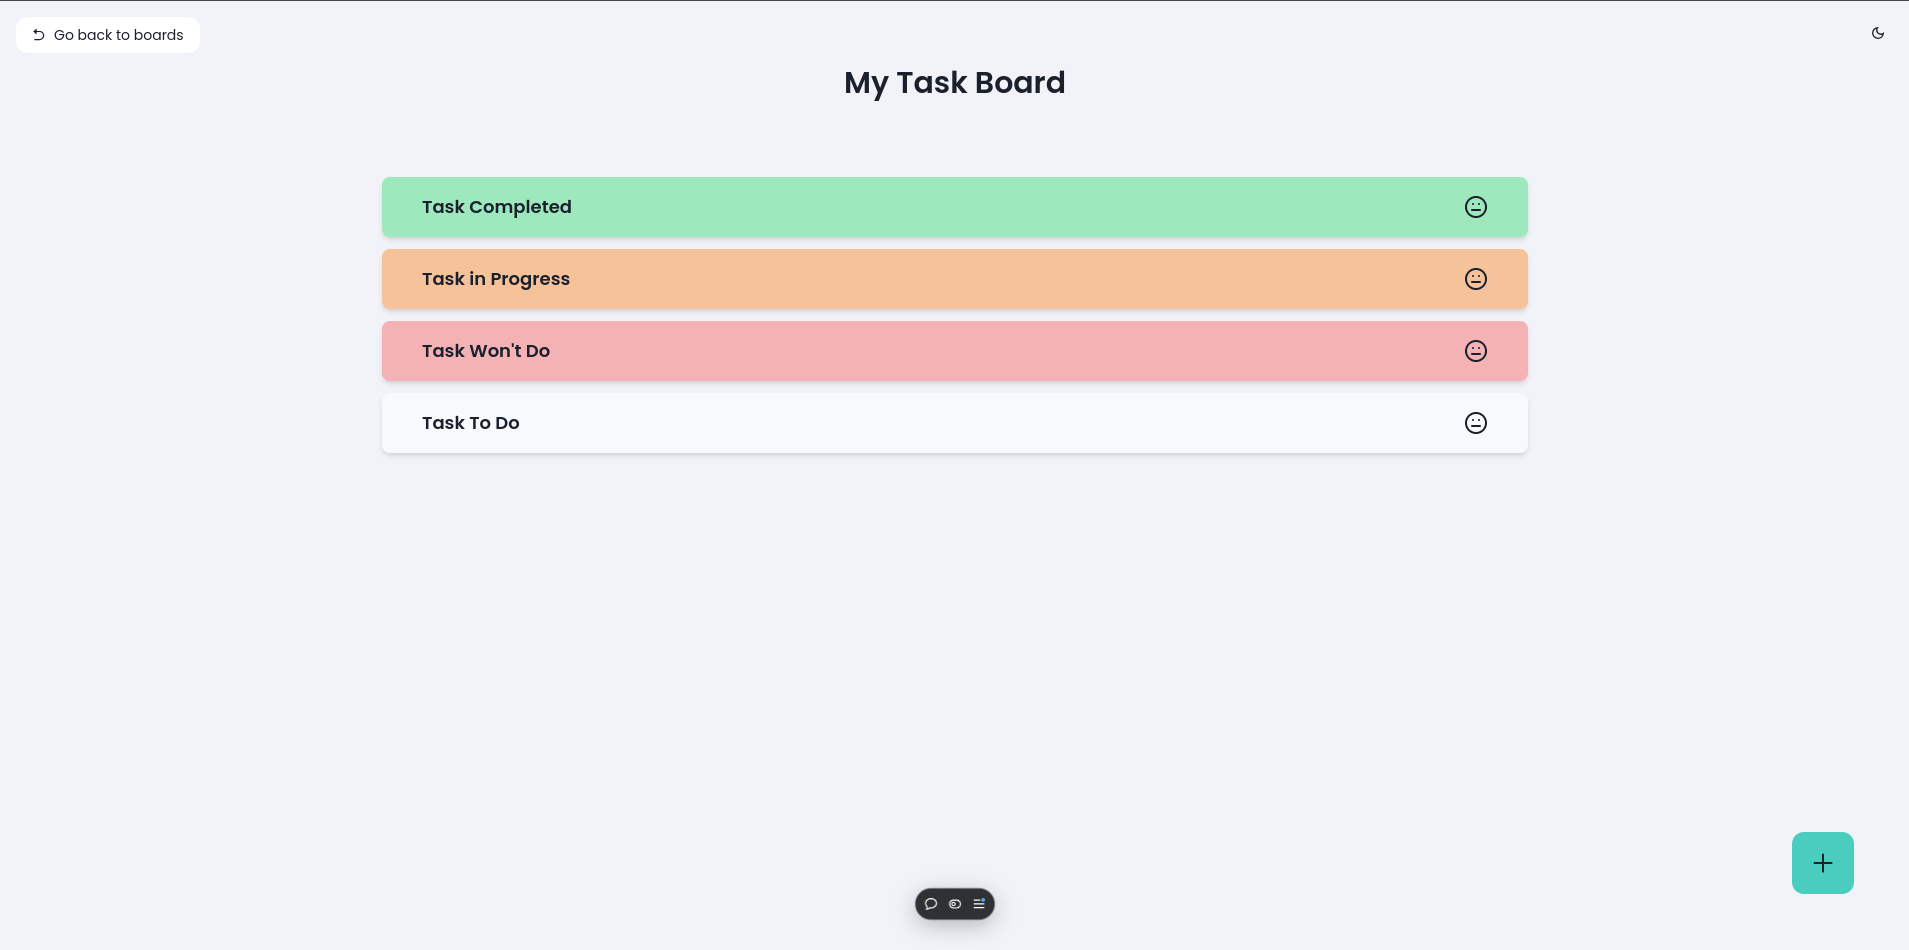 Go back to boards
My Task Board
Task Completed
Task in Progress
Task Won't Do
Task To Do